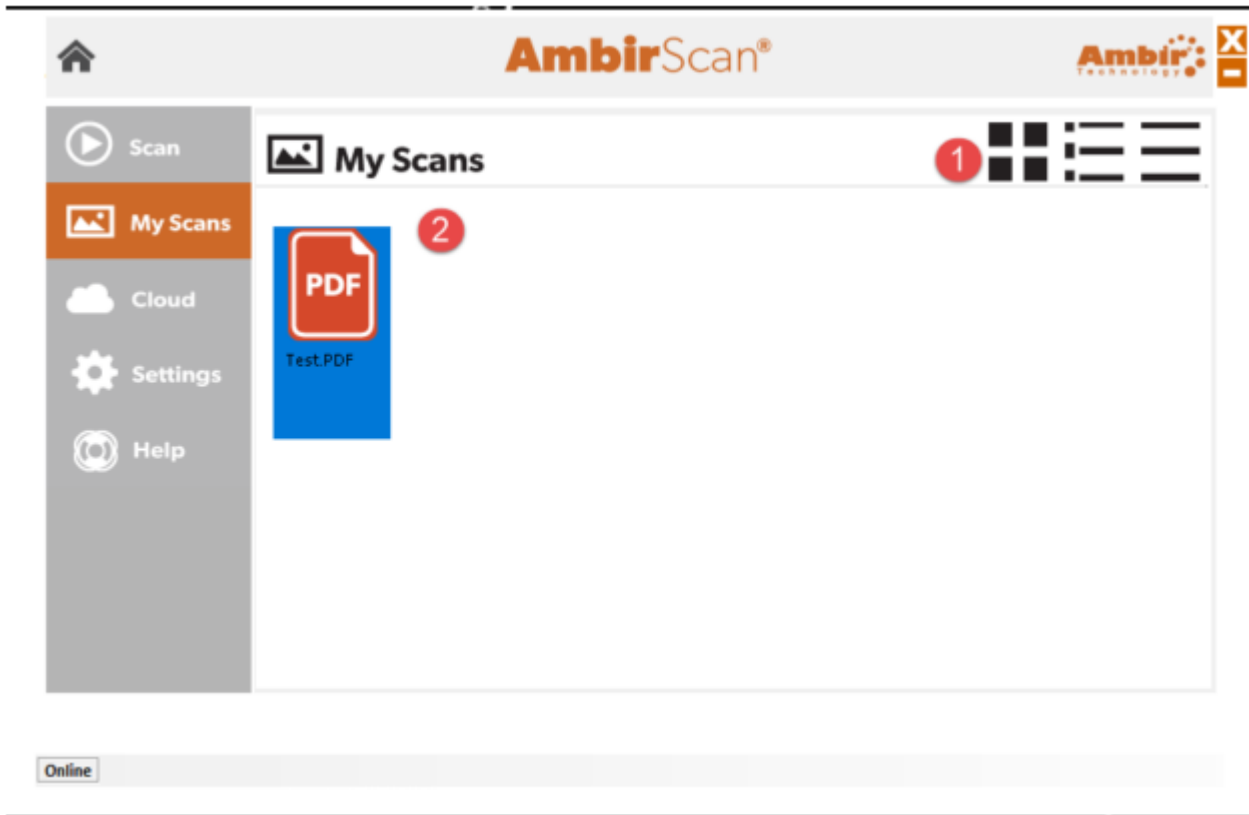 AmbirScan®
Ambir
Technology
X
Scan
My Scans
Cloud
Settings
Help
My Scans
1
2
PDF
Test.PDF
Online